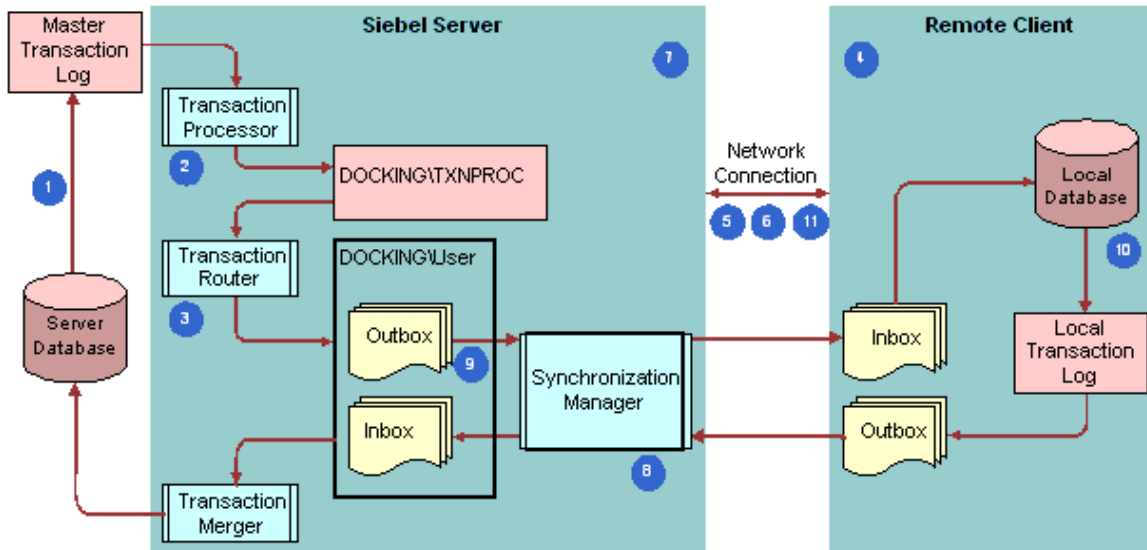 Master
Transaction
Log
Siebel Server
Remote Client
7
4
Transaction
Processor
2
DOCKING\TXNPROC
1
Network
Connection
5 6 11
Local
Database
10
Transaction
Router
3
DOCKING\User
Outbox
9
Server
Database
Synchronization
Manager
8
Inbox
Inbox
Local
Transaction
Log
Outbox
Transaction
Merger